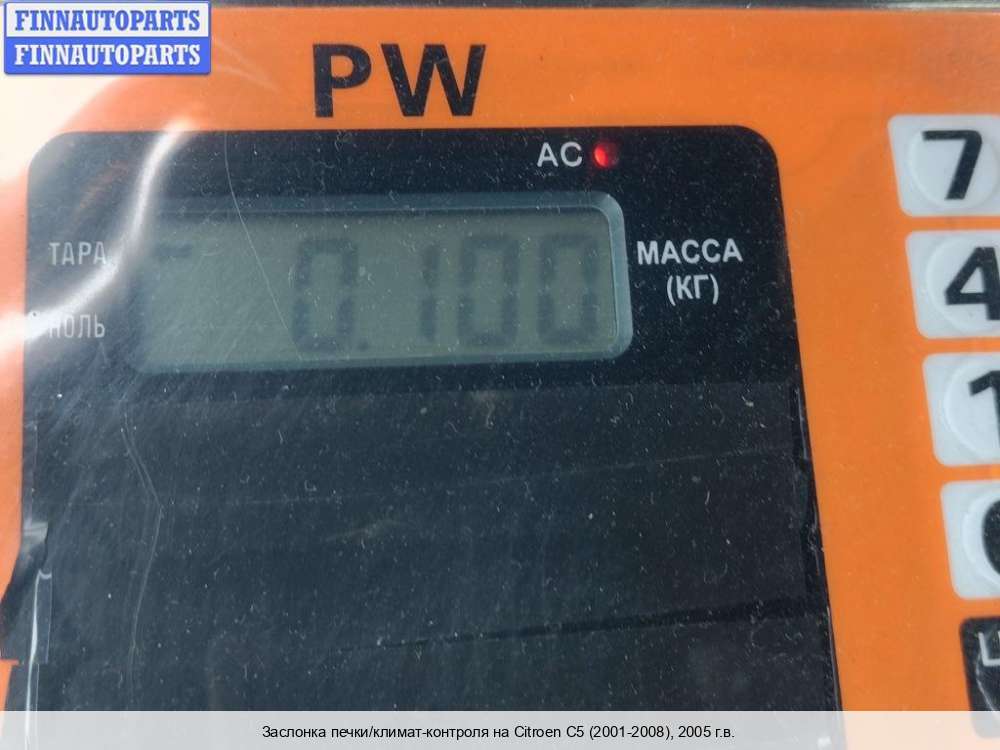 FINNAUTOPARTS
FINNAUTOPARTS
PW
AC
7
ТАРА
0.100
МАССА
(КГ)
4
НОЛЬ
1
Заслонка печки/климат-контроля на Citroen C5 (2001-2008), 2005 г.в.